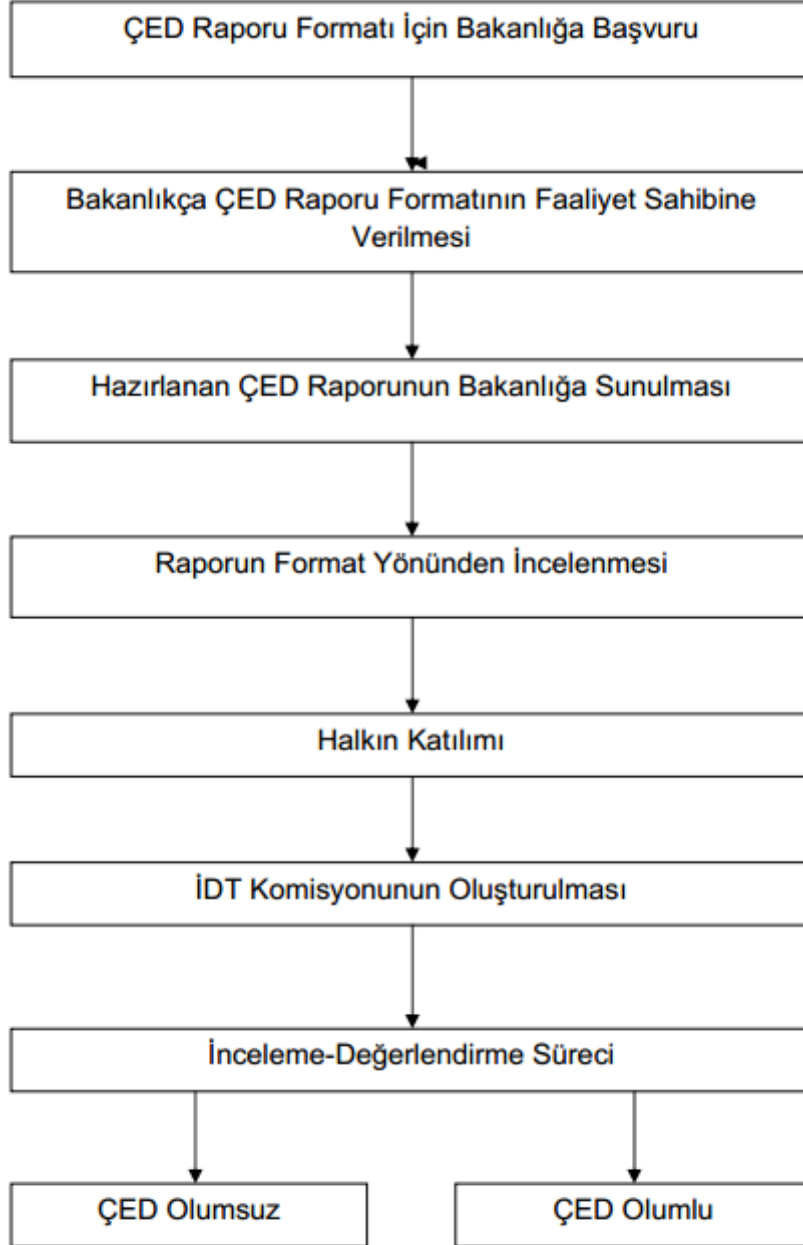 ÇED Raporu Formatı İçin Bakanlığa Başvuru
Bakanlıkça ÇED Raporu Formatının Faaliyet Sahibine
Verilmesi
Hazırlanan ÇED Raporunun Bakanlığa Sunulması
Raporun Format Yönünden İncelenmesi
Halkın Katılımı
İDT Komisyonunun Oluşturulması
İnceleme-Değerlendirme Süreci
ÇED Olumsuz
ÇED Olumlu